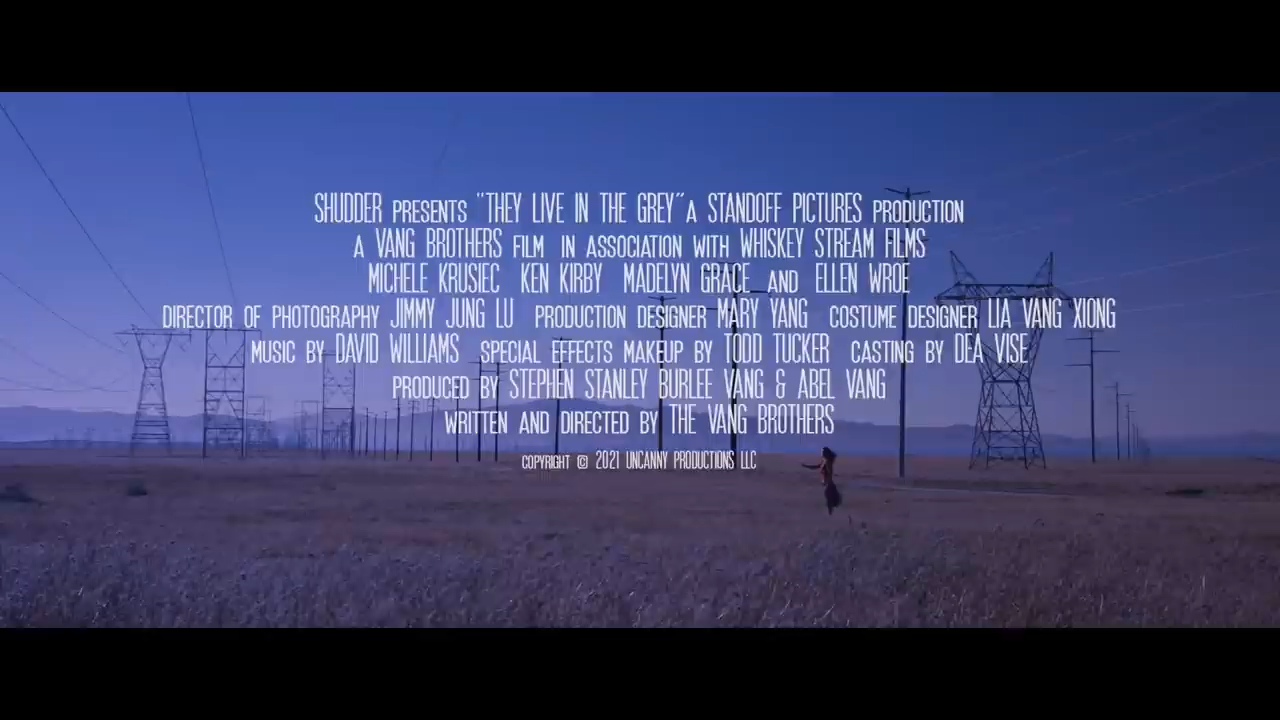 SHUDDER PRESENTS "THEY LIVE IN THE GREY" A STANDOFF PICTURES PRODUCTION
A VANG BROTHERS FILM IN ASSOCIATION WITH WHISKEY STREAM FILMS
MICHELE KRUSIEC KEN KIRBY MADELYN GRACE AND ELLEN WROE
DIRECTOR OF PHOTOGRAPHY JIMMY JUNG LU PRODUCTION DESIGNER MARY YANG COSTUME DESIGNER LIA VANG XIONG
MUSIC BY DAVID WILLIAMS SPECIAL EFFECTS MAKEUP BY TODD TUCKER CASTING BY DEA VISE
PRODUCED BY STEPHEN STANLEY BURLEE VANG & ABEL VANG
WRITTEN AND DIRECTED BY THE VANG BROTHERS
COPYRIGHT © 2021 UNCANNY PRODUCTIONS LLC